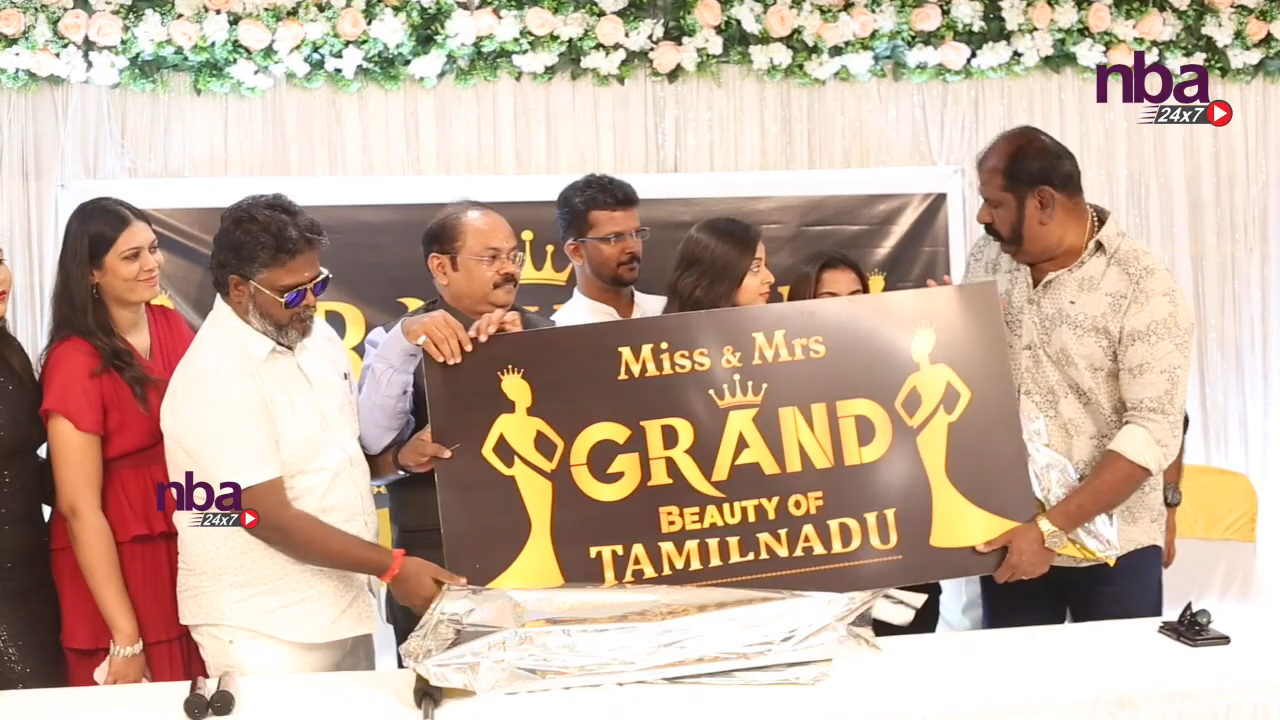 nba
24x7
Miss & Mrs
GRAND
BEAUTY OF
TAMILNADU
nba
24x7